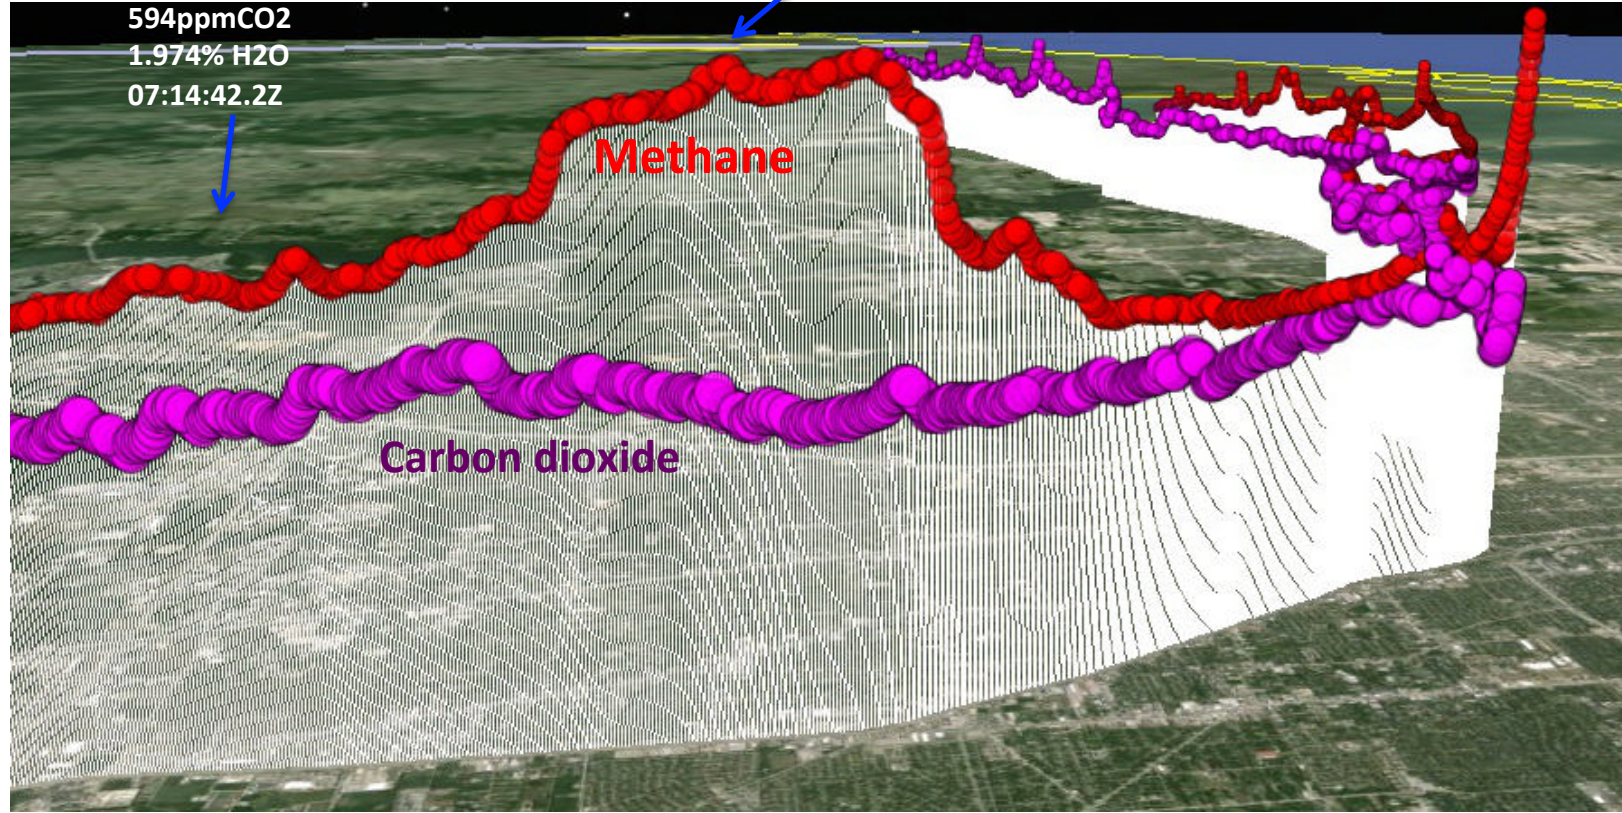 594ppmCO2
1.974% H2O
07:14:42.2Z
Methane
Carbon dioxide